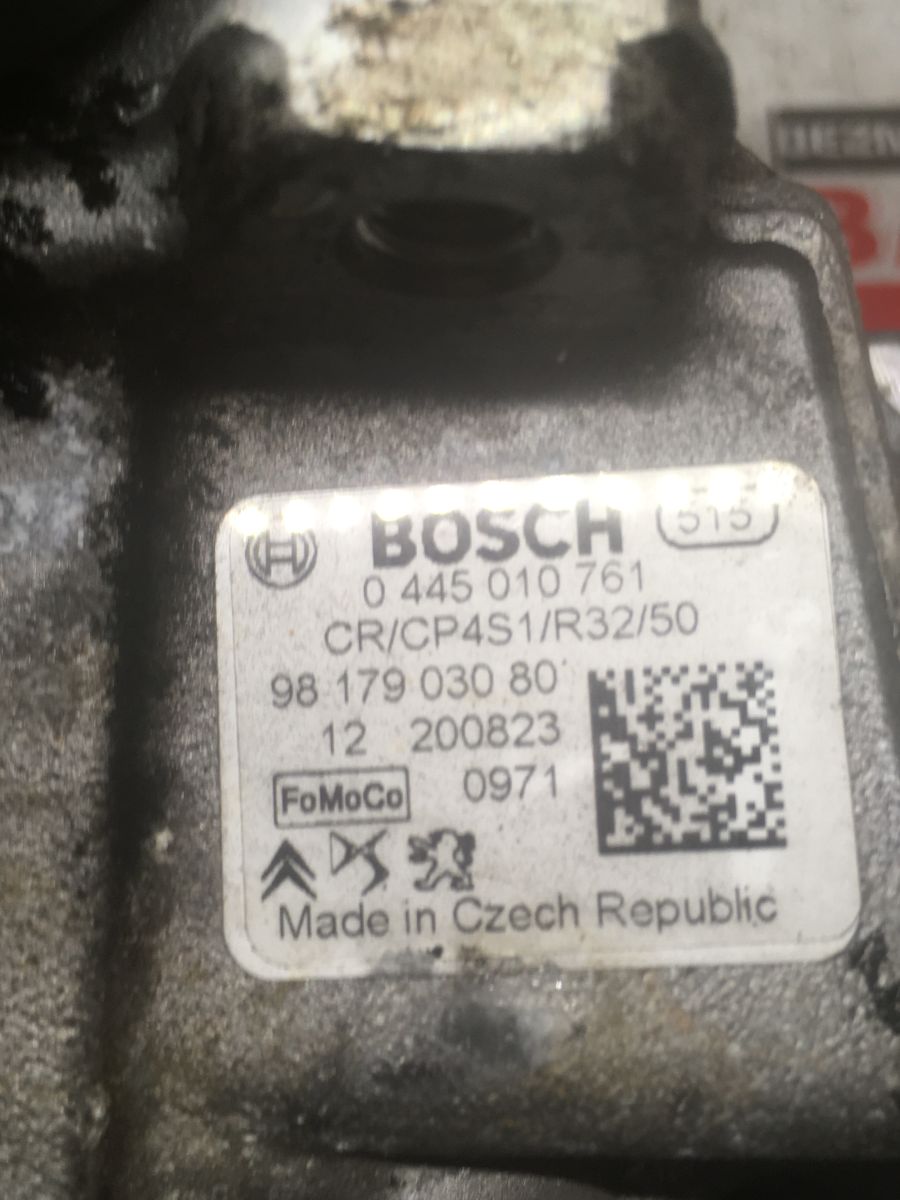 BOSCH 515
0 445 010 761
CR/CP4S1/R32/50
98 179 030 80
12 200823
FoMoCo 0971
Made in Czech Republic